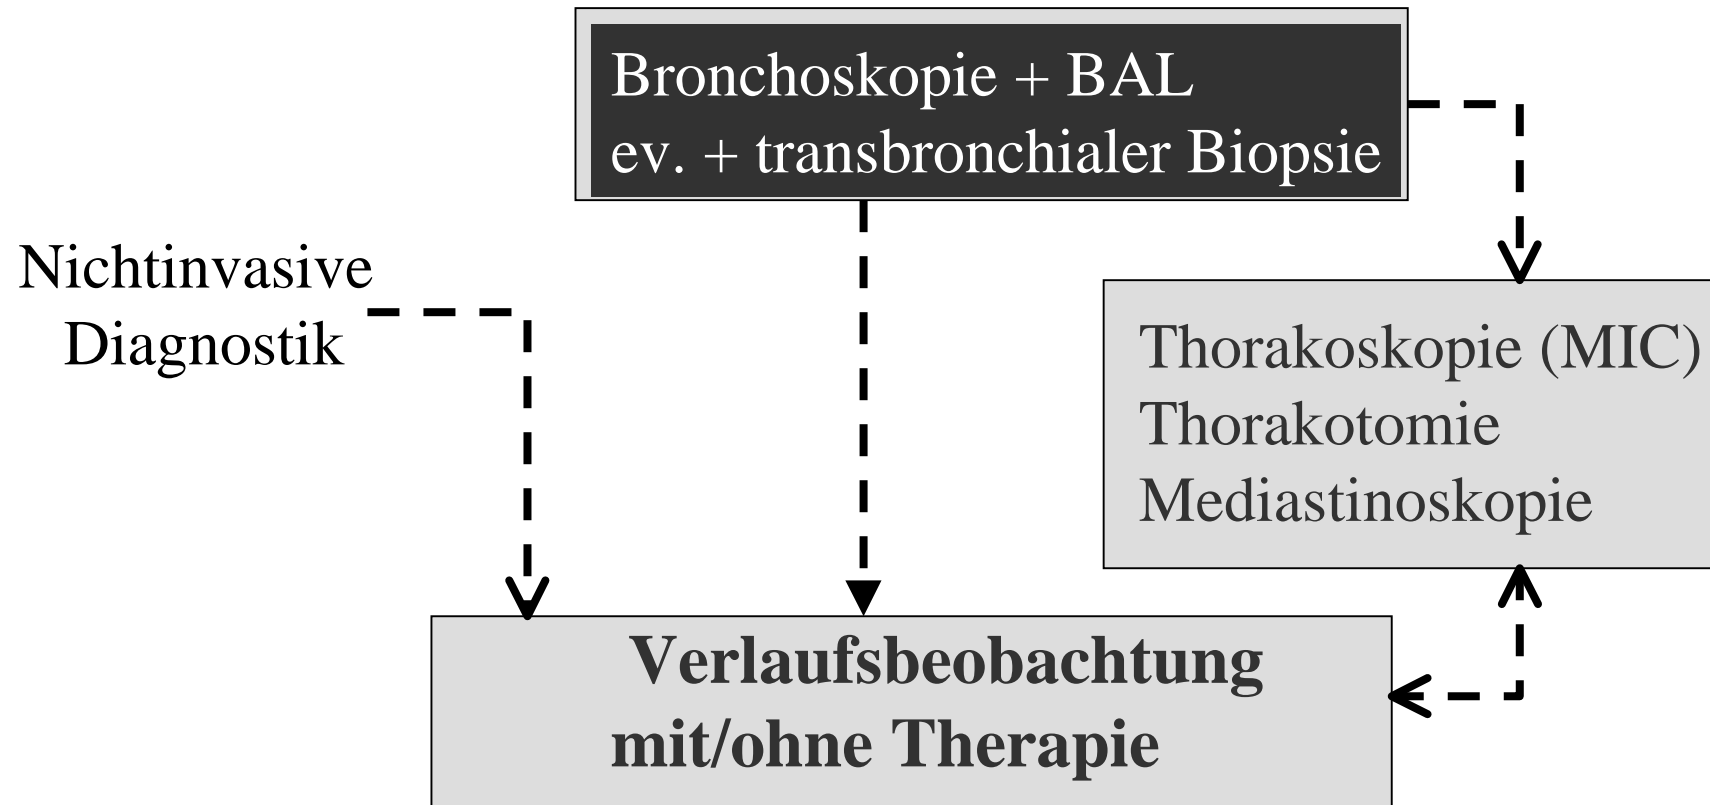 Bronchoskopie + BAL
ev. + transbronchialer Biopsie
Nichtinvasive
Diagnostik
Thorakoskopie (MIC)
Thorakotomie
Mediastinoskopie
Verlaufsbeobachtung
mit/ohne Therapie